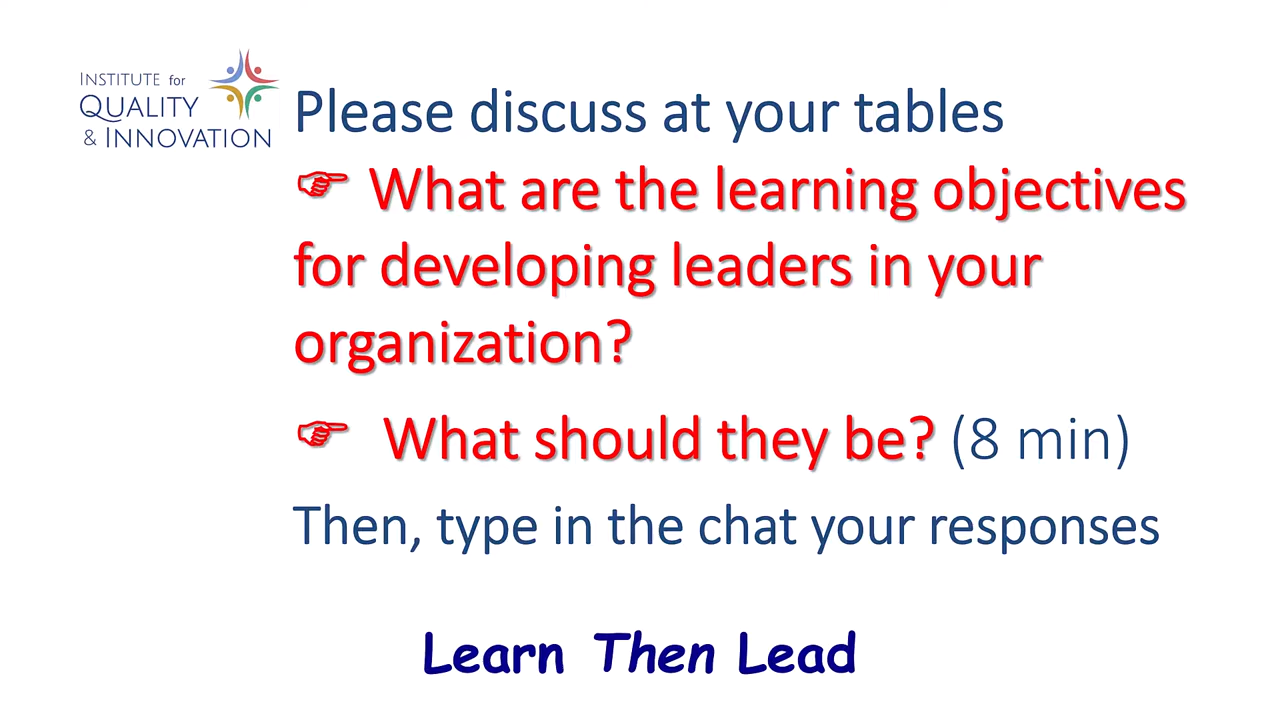 INSTITUTE for
QUALITY
& INNOVATION
Please discuss at your tables
☞ What are the learning objectives
for developing leaders in your
organization?
☞ What should they be? (8 min)
Then, type in the chat your responses
Learn Then Lead